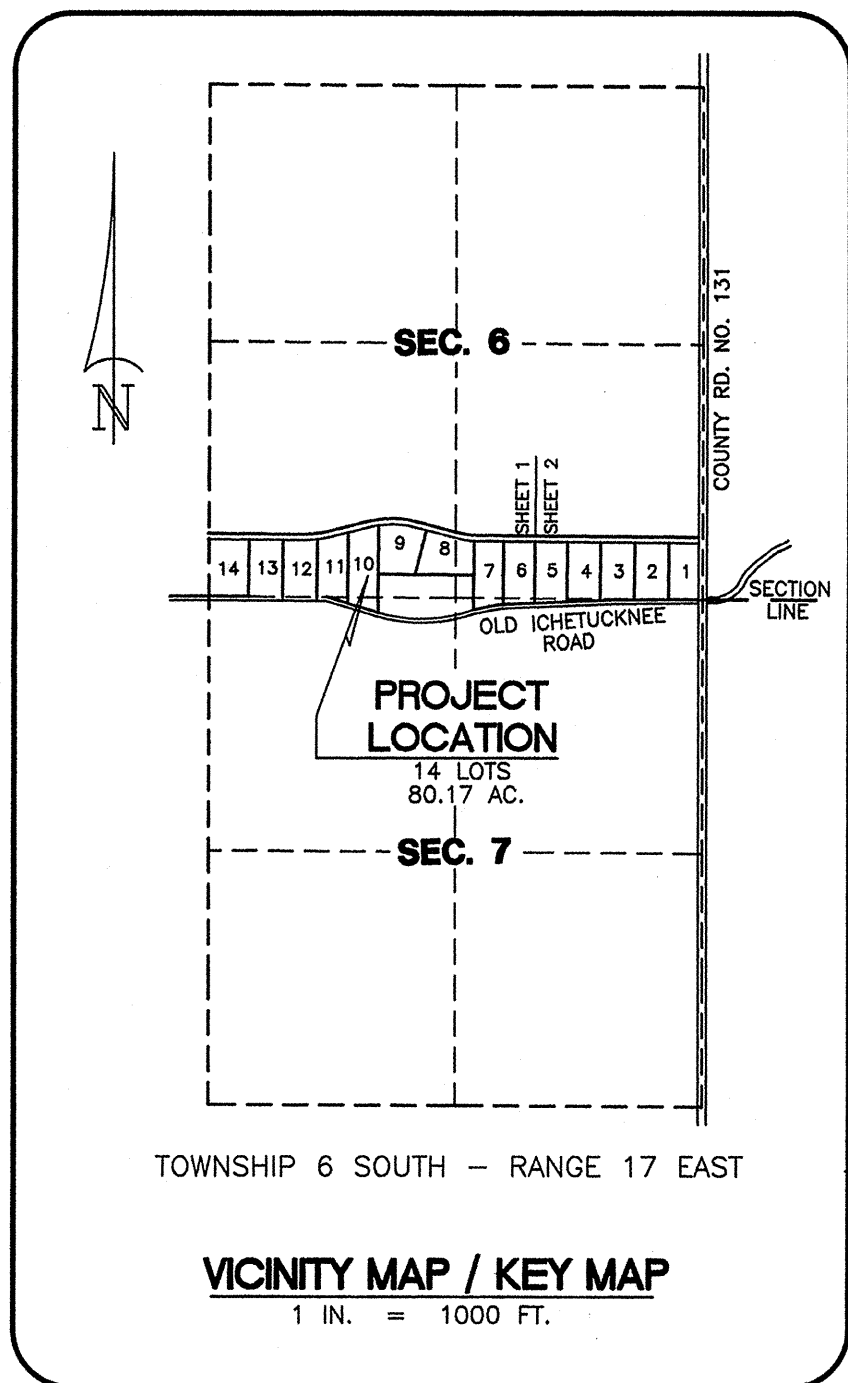 SEC. 6
COUNTY RD. NO. 131
N
SHEET 1
SHEET 2
14 13 12 11 10 9 8 7 6 5 4 3 2 1
SECTION
LINE
OLD ICHETUCKNEE
ROAD
PROJECT
LOCATION
14 LOTS
80.17 AC.
SEC. 7
TOWNSHIP 6 SOUTH – RANGE 17 EAST
VICINITY MAP / KEY MAP
1 IN. = 1000 FT.